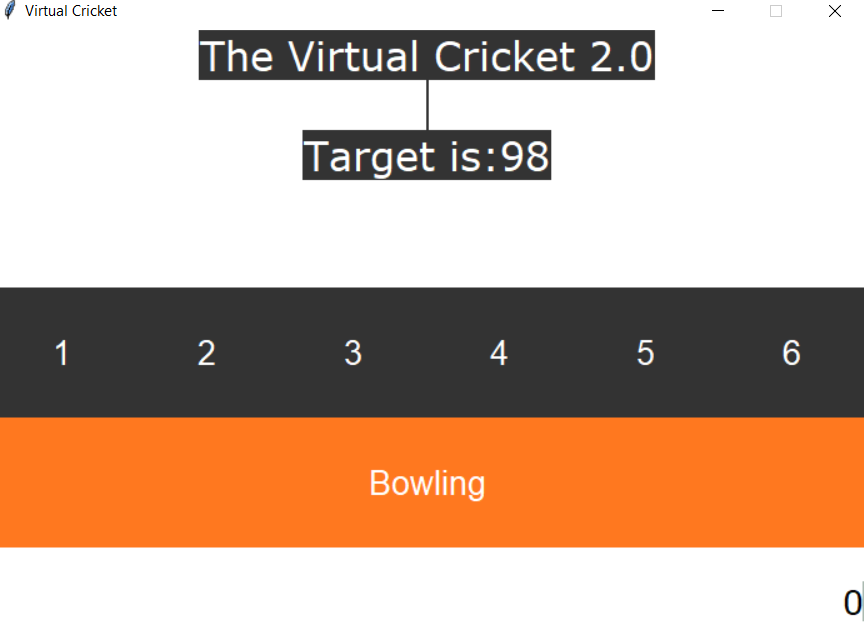 Virtual Cricket
The Virtual Cricket 2.0
Target is:98
1 2 3 4 5 6
Bowling
0